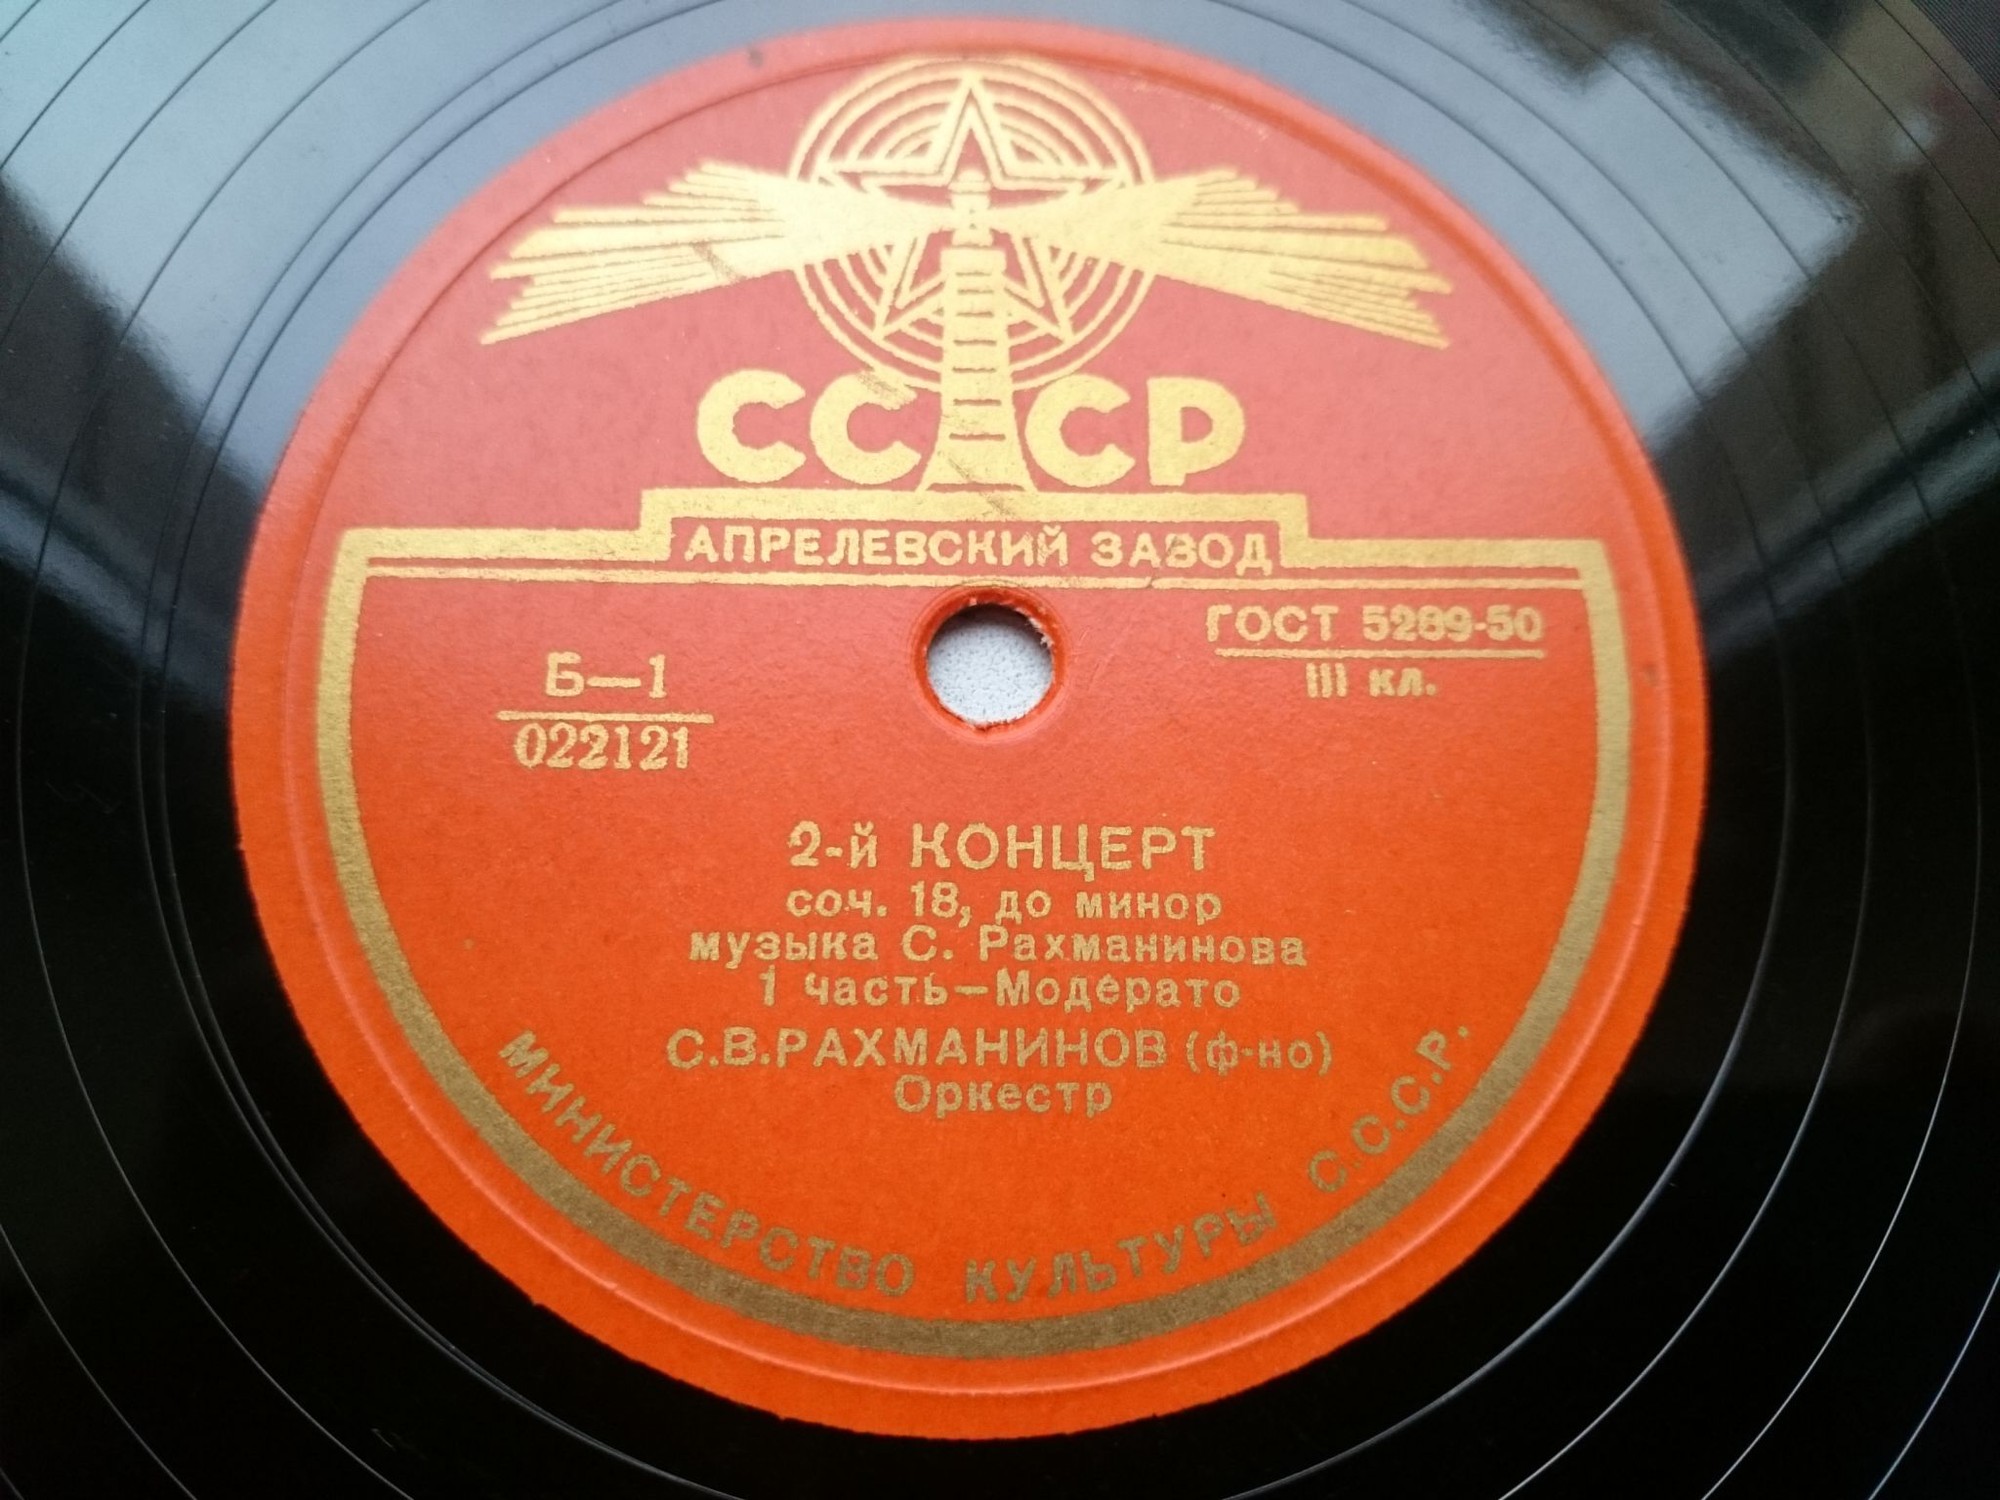 СССР
АПРЕЛЕВСКИЙ ЗАВОД
ГОСТ 5289-50
III кл.
Б—1
022121
2-й КОНЦЕРТ
соч. 18, до минор
музыка С. Рахманинова
1 часть—Модерато
С.В.РАХМАНИНОВ (ф-но)
Оркестр
МИНИСТЕРСТВО КУЛЬТУРЫ С.С.С.Р.